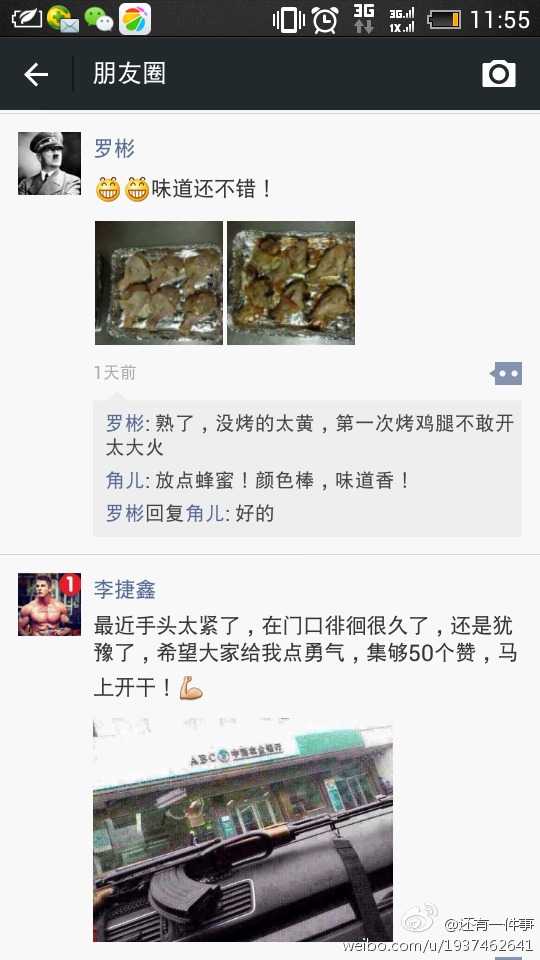 3G
3G
1X
11:55
朋友圈
罗彬
味道还不错！
1天前
罗彬: 熟了，没烤的太黄，第一次烤鸡腿不敢开
太大火
角儿: 放点蜂蜜！颜色棒，味道香！
罗彬回复角儿: 好的
1
李捷鑫
最近手头太紧了，在门口徘徊很久了，还是犹
豫了，希望大家给我点勇气，集够50个赞，马
上开干！
ABC 中国农业银行
@还有一件事
weibo.com/u/1937462641